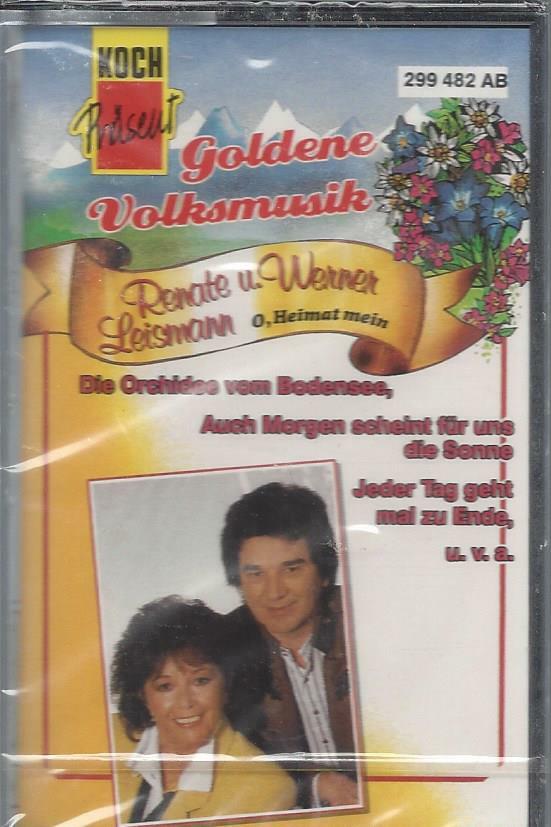 KOCH
Präsent
299 482 AB
Goldene
Volksmusik
Renate u. Werner
Leismann O, Heimat mein
Die Orchidee vom Bodensee,
Auch Morgen scheint für uns
die Sonne
Jeder Tag geht
mal zu Ende,
u. v. a.